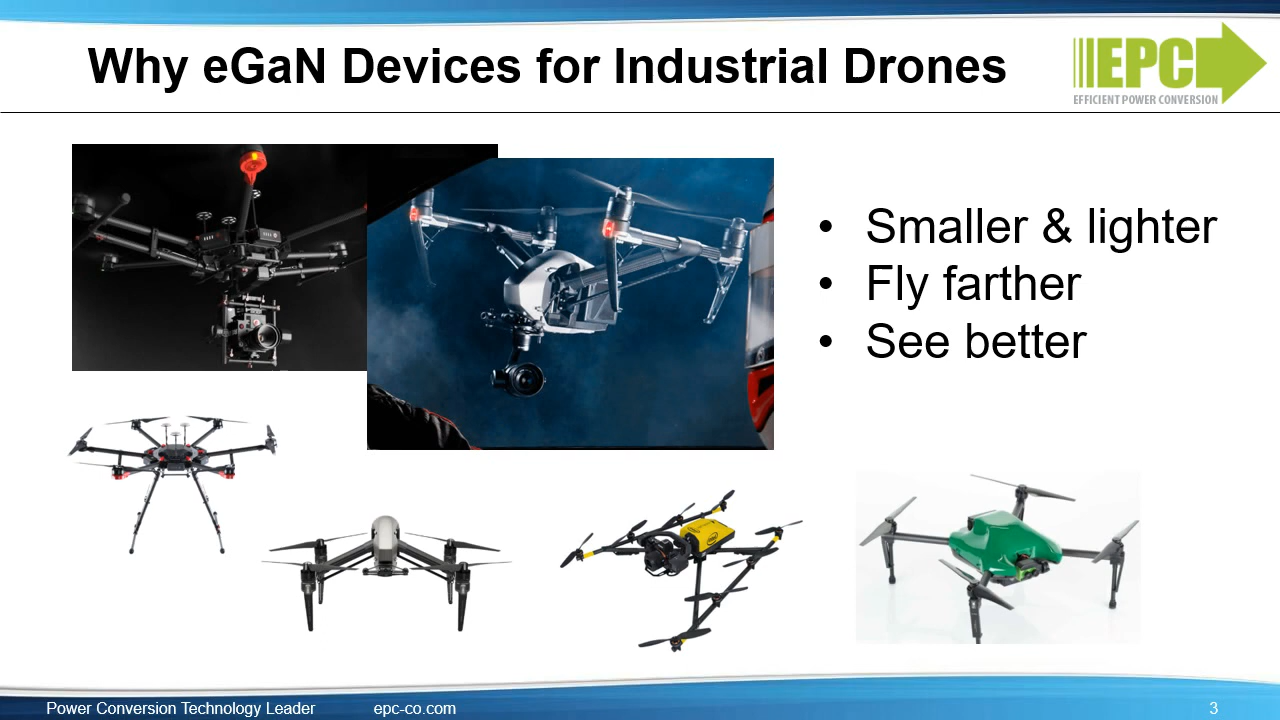 Why eGaN Devices for Industrial Drones
EPC
EFFICIENT POWER CONVERSION
• Smaller & lighter
• Fly farther
• See better
Power Conversion Technology Leader
epc-co.com
3